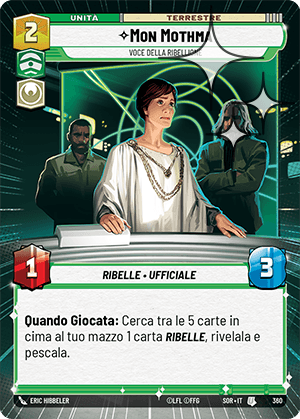 UNITÀ
TERRESTRE
2
MON MOTHMA
VOCE DELLA RIBELLIONE
1
3
RIBELLE • UFFICIALE
Quando Giocata: Cerca tra le 5 carte in
cima al tuo mazzo 1 carta RIBELLE, rivelala e
pescala.
ERIC HIBBELER
©LFL ©FFG
SOR • IT
360